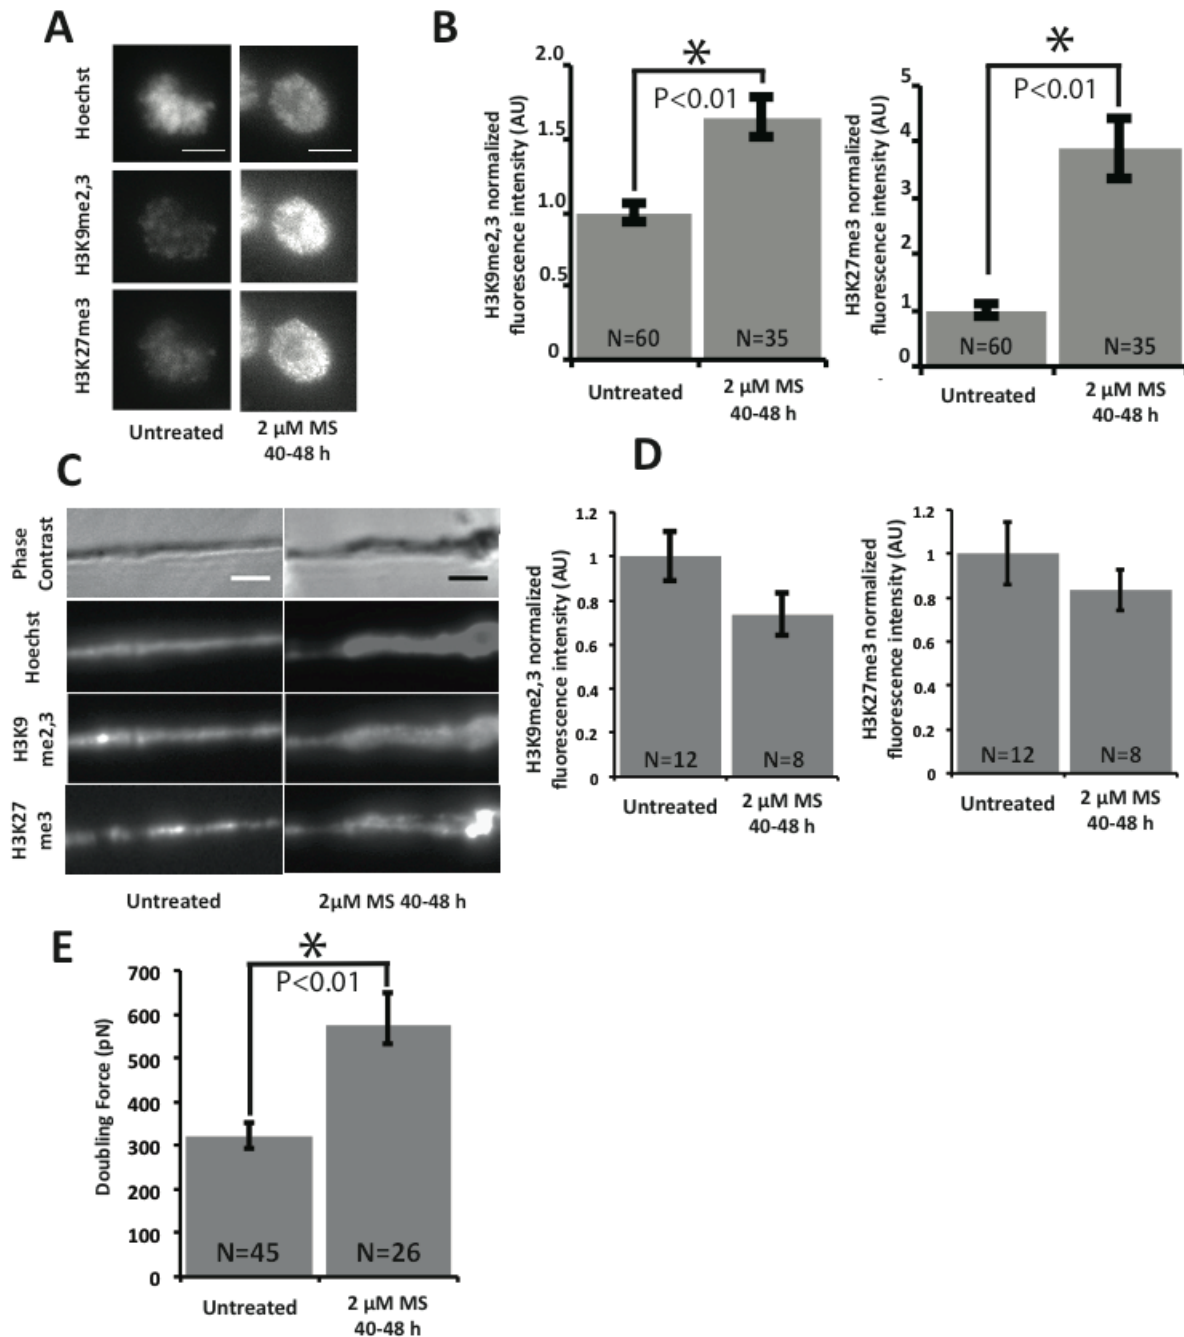 A
Hoechst
H3K9me2,3
H3K27me3
Untreated
2 µM MS
40-48 h
B
H3K9me2,3 normalized
fluorescence intensity (AU)
2.0
1.5
1.0
0.5
0
*
P<0.01
N=60
N=35
Untreated
2 µM MS
40-48 h
H3K27me3 normalized
fluorescence intensity (AU)
5
4
3
2
1
0
*
P<0.01
N=60
N=35
-
Untreated
2 µM MS
40-48 h
C
Phase
Contrast
Hoechst
H3K9
me2,3
H3K27
me3
Untreated
2µM MS 40-48 h
D
H3K9me2,3 normalized
fluorescence intensity (AU)
1.2
1
0.8
0.6
0.4
0.2
0
N=12
N=8
Untreated
2 µM MS
40-48 h
H3K27me3 normalized
fluorescence intensity (AU)
1.2
1
0.8
0.6
0.4
0.2
0
N=12
N=8
Untreated
2 µM MS
40-48 h
E
Doubling Force (pN)
700
600
500
400
300
200
100
0
*
P<0.01
N=45
N=26
Untreated
2 µM MS
40-48 h